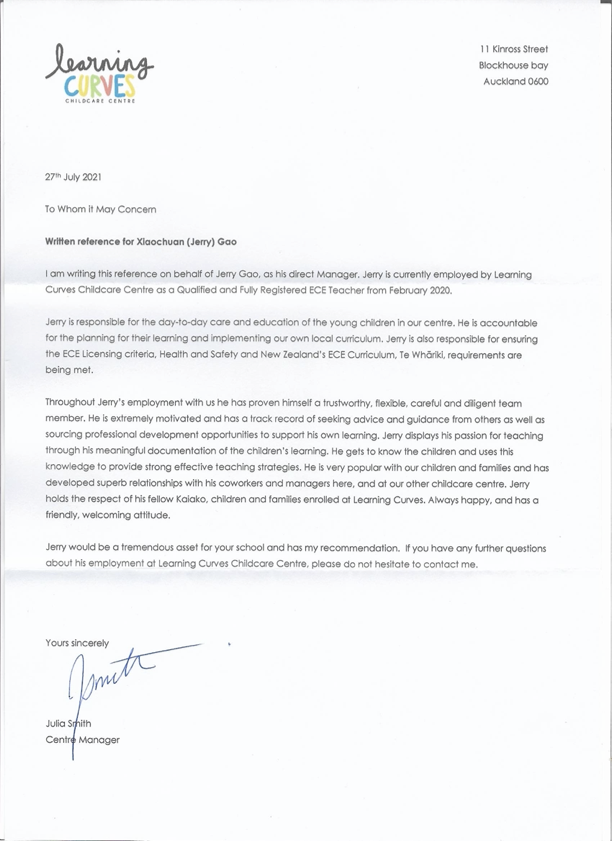 learning
CURVES
CHILDCARE CENTRE
11 Kinross Street
Blockhouse bay
Auckland 0600
27th July 2021
To Whom it May Concern
Written reference for Xiaochuan (Jerry) Gao
I am writing this reference on behalf of Jerry Gao, as his direct Manager. Jerry is currently employed by Learning
Curves Childcare Centre as a Qualified and Fully Registered ECE Teacher from February 2020.
Jerry is responsible for the day-to-day care and education of the young children in our centre. He is accountable
for the planning for their learning and implementing our own local curriculum. Jerry is also responsible for ensuring
the ECE Licensing criteria, Health and Safety and New Zealand's ECE Curriculum, Te Whāriki, requirements are
being met.
Throughout Jerry's employment with us he has proven himself a trustworthy, flexible, careful and diligent team
member. He is extremely motivated and has a track record of seeking advice and guidance from others as well as
sourcing professional development opportunities to support his own learning. Jerry displays his passion for teaching
through his meaningful documentation of the children's learning. He gets to know the children and uses this
knowledge to provide strong effective teaching strategies. He is very popular with our children and families and has
developed superb relationships with his coworkers and managers here, and at our other childcare centre. Jerry
holds the respect of his fellow Kaiako, children and families enrolled at Learning Curves. Always happy, and has a
friendly, welcoming attitude.
Jerry would be a tremendous asset for your school and has my recommendation. If you have any further questions
about his employment at Learning Curves Childcare Centre, please do not hesitate to contact me.
Yours sincerely
JSmith
Julia Smith
Centre Manager